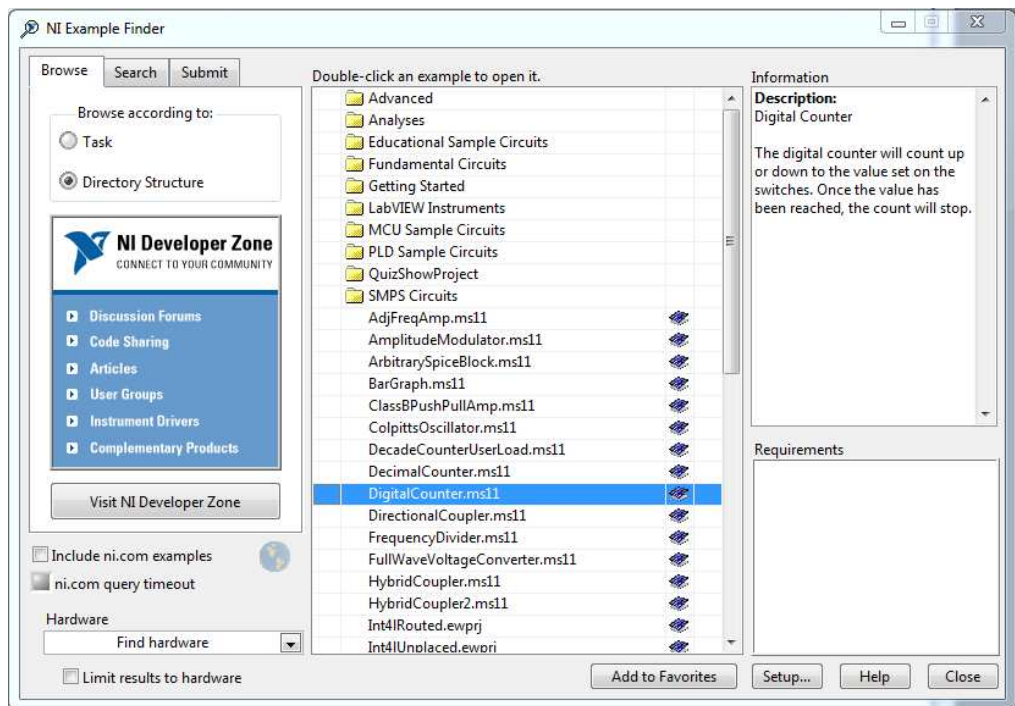 NI Example Finder
Browse
Search
Submit
Browse according to:
Task
Directory Structure
NI Developer Zone
CONNECT TO YOUR COMMUNITY
Discussion Forums
Code Sharing
Articles
User Groups
Instrument Drivers
Complementary Products
Visit NI Developer Zone
Include ni.com examples
ni.com query timeout
Hardware
Find hardware
Limit results to hardware
Double-click an example to open it.
Advanced
Analyses
Educational Sample Circuits
Fundamental Circuits
Getting Started
LabVIEW Instruments
MCU Sample Circuits
PLD Sample Circuits
QuizShowProject
SMPS Circuits
AdjFreqAmp.ms11
AmplitudeModulator.ms11
ArbitrarySpiceBlock.ms11
BarGraph.ms11
ClassBPushPullAmp.ms11
ColpittsOscillator.ms11
DecadeCounterUserLoad.ms11
DecimalCounter.ms11
DigitalCounter.ms11
DirectionalCoupler.ms11
FrequencyDivider.ms11
FullWaveVoltageConverter.ms11
HybridCoupler.ms11
HybridCoupler2.ms11
Int4lRouted.ewprj
Int4lUnplaced.ewprj
Information
Description:
Digital Counter
The digital counter will count up
or down to the value set on the
switches. Once the value has
been reached, the count will stop.
Requirements
Add to Favorites
Setup...
Help
Close